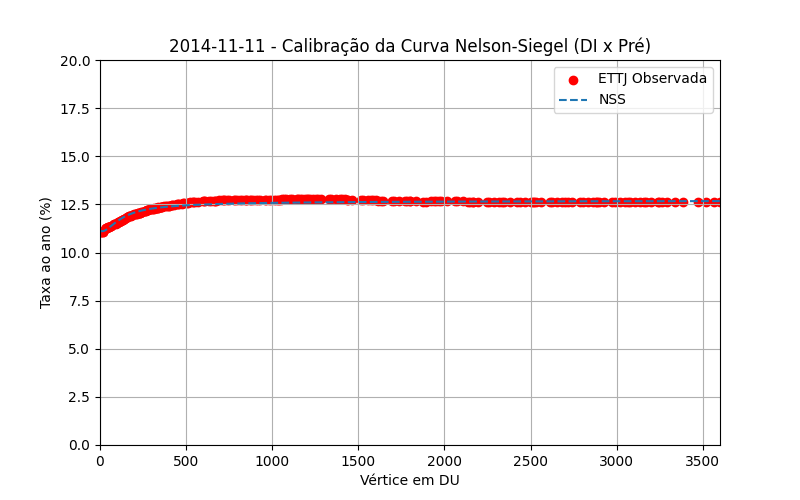 2014-11-11 - Calibração da Curva Nelson-Siegel (DI x Pré)
ETTJ Observada
NSS
Taxa ao ano (%)
20.0
17.5
15.0
12.5
10.0
7.5
5.0
2.5
0.0
0 500 1000 1500 2000 2500 3000 3500
Vértice em DU